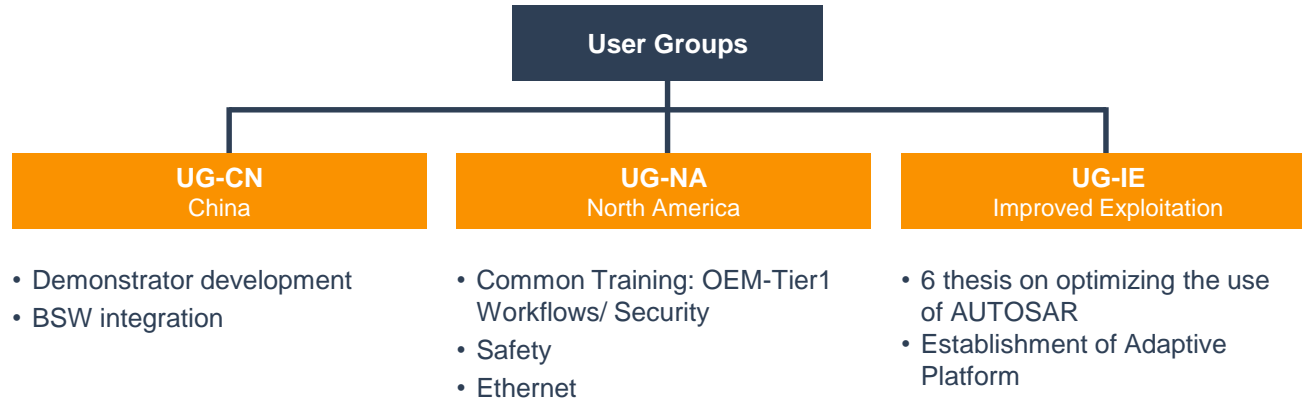 User Groups
UG-CN
China
UG-NA
North America
UG-IE
Improved Exploitation
• Demonstrator development
• BSW integration
• Common Training: OEM-Tier1
Workflows/ Security
• Safety
• Ethernet
• 6 thesis on optimizing the use
of AUTOSAR
• Establishment of Adaptive
Platform